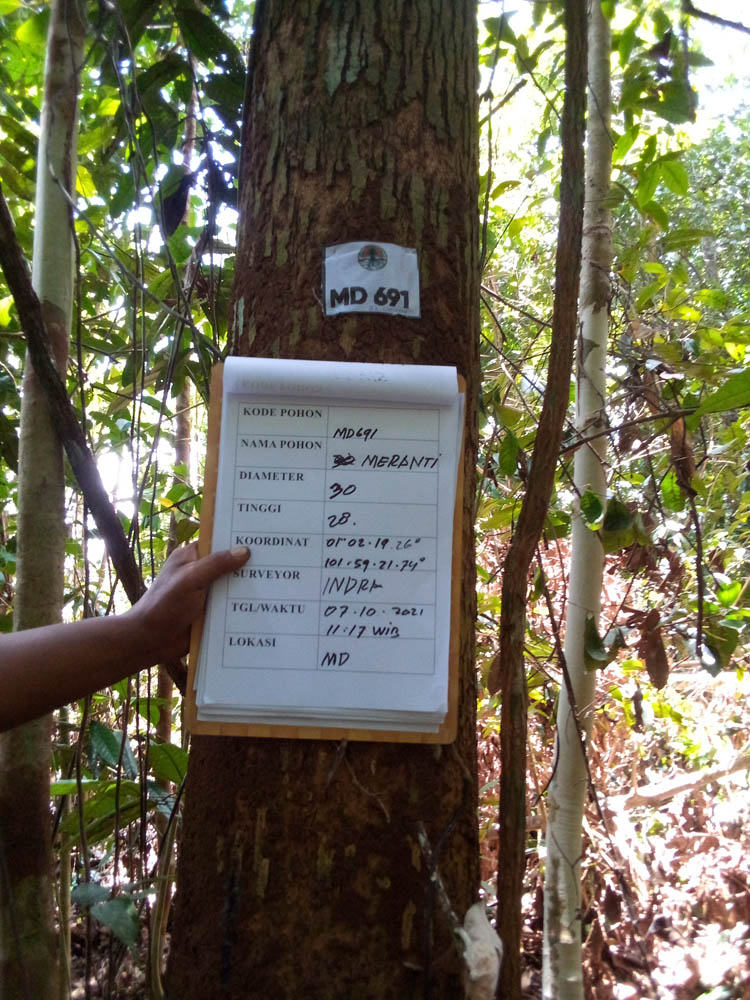 MD 691
KODE POHON MD691
NAMA POHON MERANTI
DIAMETER 30
TINGGI 28.
KOORDINAT 01°02.19.26°
101.59.21.74°
SURVEYOR INDRA
TGL/WAKTU 07.10.2021
11.17 WIB
LOKASI MD